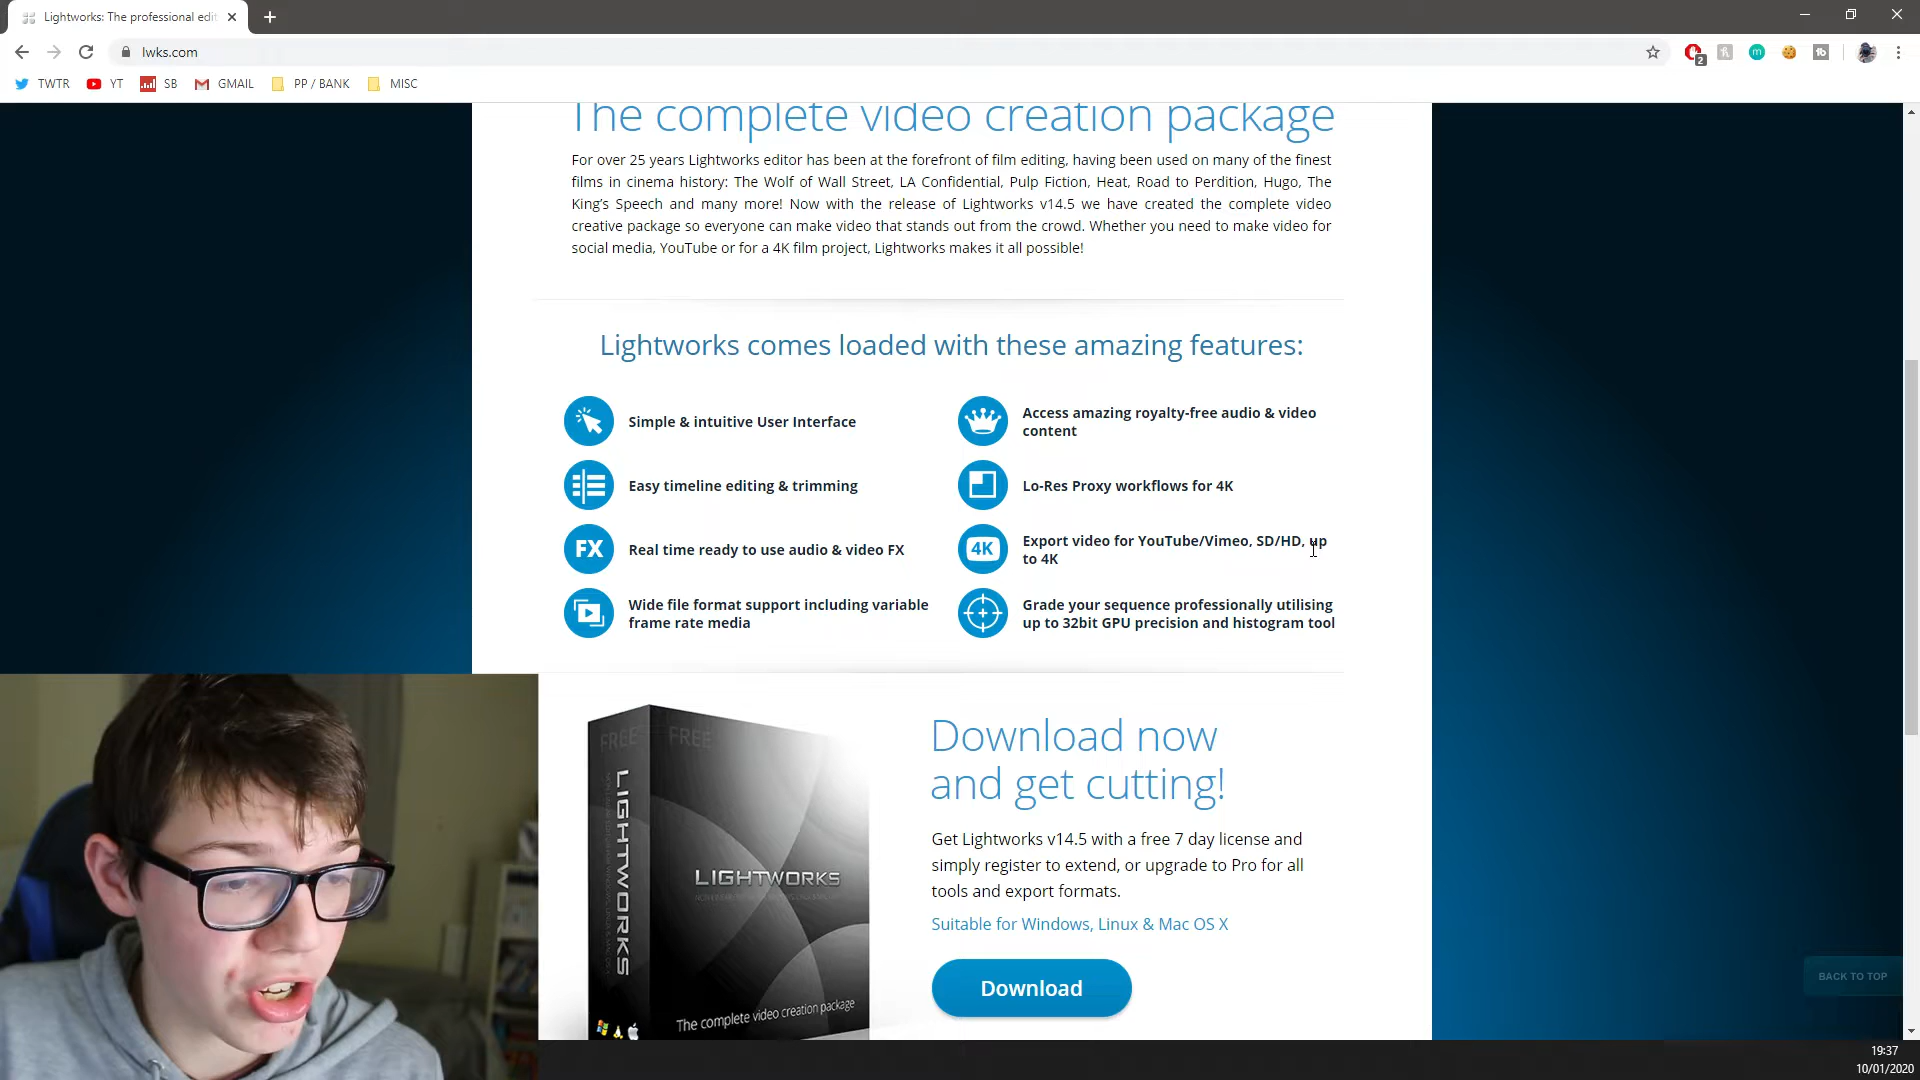 Lightworks: The professional edit
lwks.com
2
TWTR YT SB GMAIL PP / BANK MISC
The complete video creation package
For over 25 years Lightworks editor has been at the forefront of film editing, having been used on many of the finest
films in cinema history: The Wolf of Wall Street, LA Confidential, Pulp Fiction, Heat, Road to Perdition, Hugo, The
King's Speech and many more! Now with the release of Lightworks v14.5 we have created the complete video
creative package so everyone can make video that stands out from the crowd. Whether you need to make video for
social media, YouTube or for a 4K film project, Lightworks makes it all possible!
Lightworks comes loaded with these amazing features:
Simple & intuitive User Interface
Access amazing royalty-free audio & video
content
Easy timeline editing & trimming
Lo-Res Proxy workflows for 4K
FX Real time ready to use audio & video FX
4K Export video for YouTube/Vimeo, SD/HD, up
to 4K
Wide file format support including variable
frame rate media
Grade your sequence professionally utilising
up to 32bit GPU precision and histogram tool
FREE FREE
LIGHTWORKS
LIGHTWORKS
The complete video creation package
Download now
and get cutting!
Get Lightworks v14.5 with a free 7 day license and
simply register to extend, or upgrade to Pro for all
tools and export formats.
Suitable for Windows, Linux & Mac OS X
Download
BACK TO TOP
19:37
10/01/2020